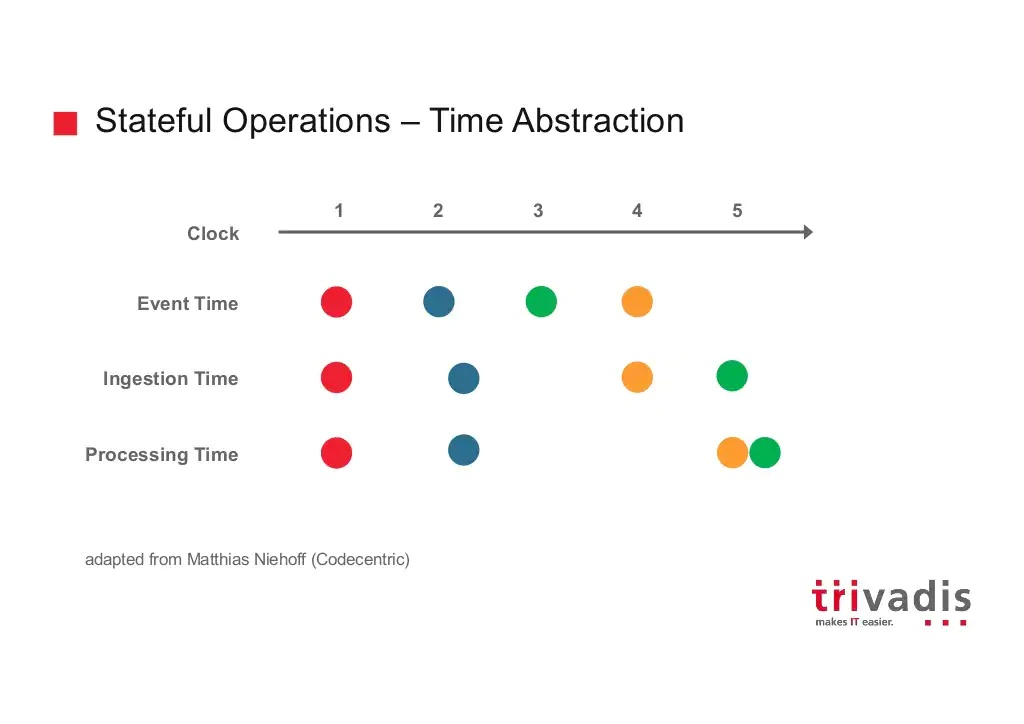 Stateful Operations – Time Abstraction
1 2 3 4 5
Clock
Event Time
Ingestion Time
Processing Time
adapted from Matthias Niehoff (Codecentric)
trivadis
makes IT easier.